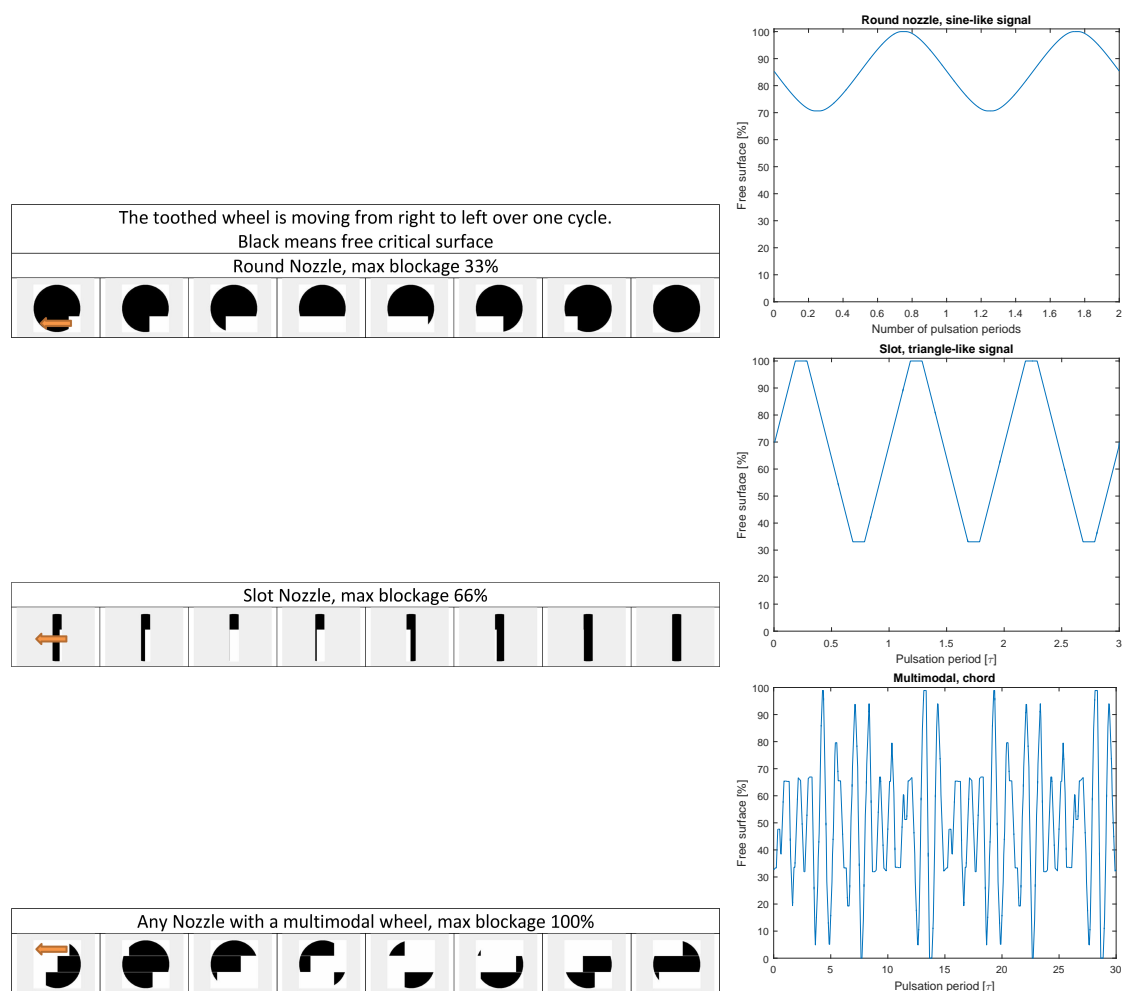 Round nozzle, sine-like signal
100
90
80
70
60
50
40
30
20
10
0
Free surface [%]
0 0.2 0.4 0.6 0.8 1 1.2 1.4 1.6 1.8 2
Number of pulsation periods
The toothed wheel is moving from right to left over one cycle.
Black means free critical surface
Round Nozzle, max blockage 33%
Slot, triangle-like signal
100
90
80
70
60
50
40
30
20
10
0
Free surface [%]
0 0.5 1 1.5 2 2.5 3
Pulsation period [τ]
Slot Nozzle, max blockage 66%
Multimodal, chord
100
90
80
70
60
50
40
30
20
10
0
Free surface [%]
0 5 10 15 20 25 30
Pulsation period [τ]
Any Nozzle with a multimodal wheel, max blockage 100%